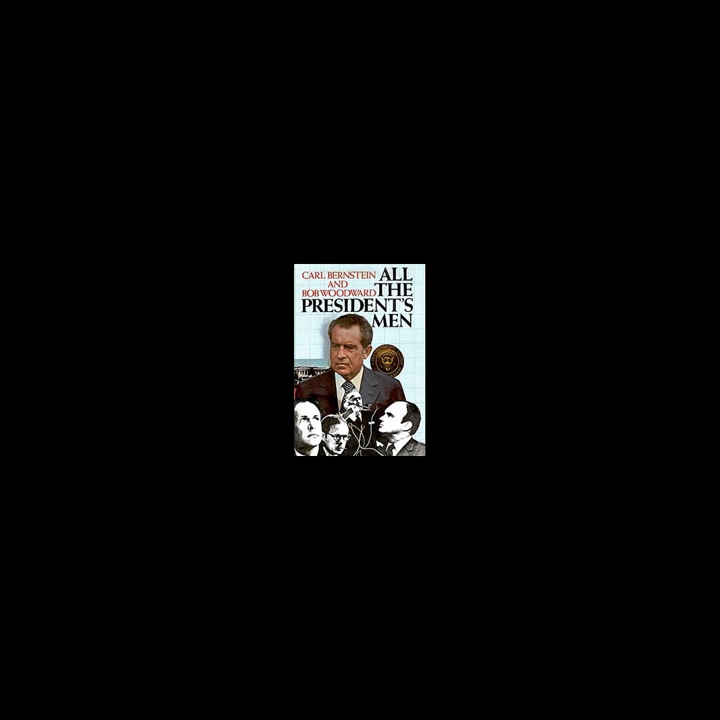 CARL BERNSTEIN
AND
BOB WOODWARD
ALL
THE
PRESIDENT'S
MEN